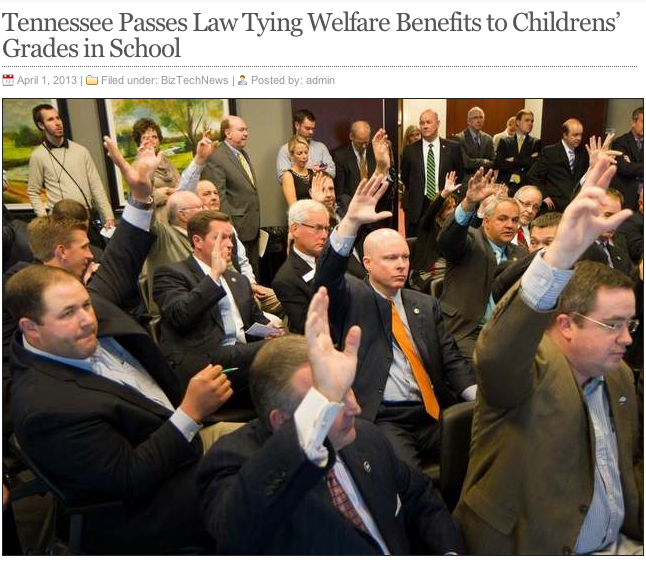 Tennessee Passes Law Tying Welfare Benefits to Childrens’
Grades in School
April 1, 2013 | Filed under: BizTechNews | Posted by: admin